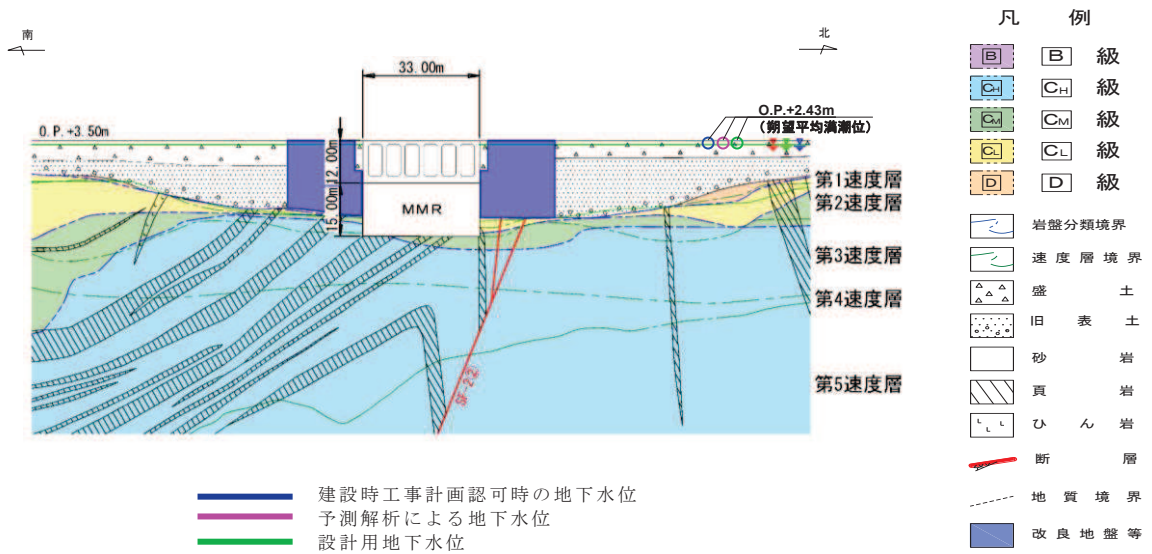 南
北
33.00m
O.P.+2.43m
(朔望平均満潮位)
O.P.+3.50m
12.00m
15.00m
MMR
第1速度層
第2速度層
第3速度層
第4速度層
第5速度層
SF-2(2)
建設時工事計画認可時の地下水位
予測解析による地下水位
設計用地下水位
凡 例
B B 級
CH CH 級
CM CM 級
CL CL 級
D D 級
岩盤分類境界
速度層境界
盛土
旧表土
砂岩
頁岩
ひん岩
断層
地質境界
改良地盤等